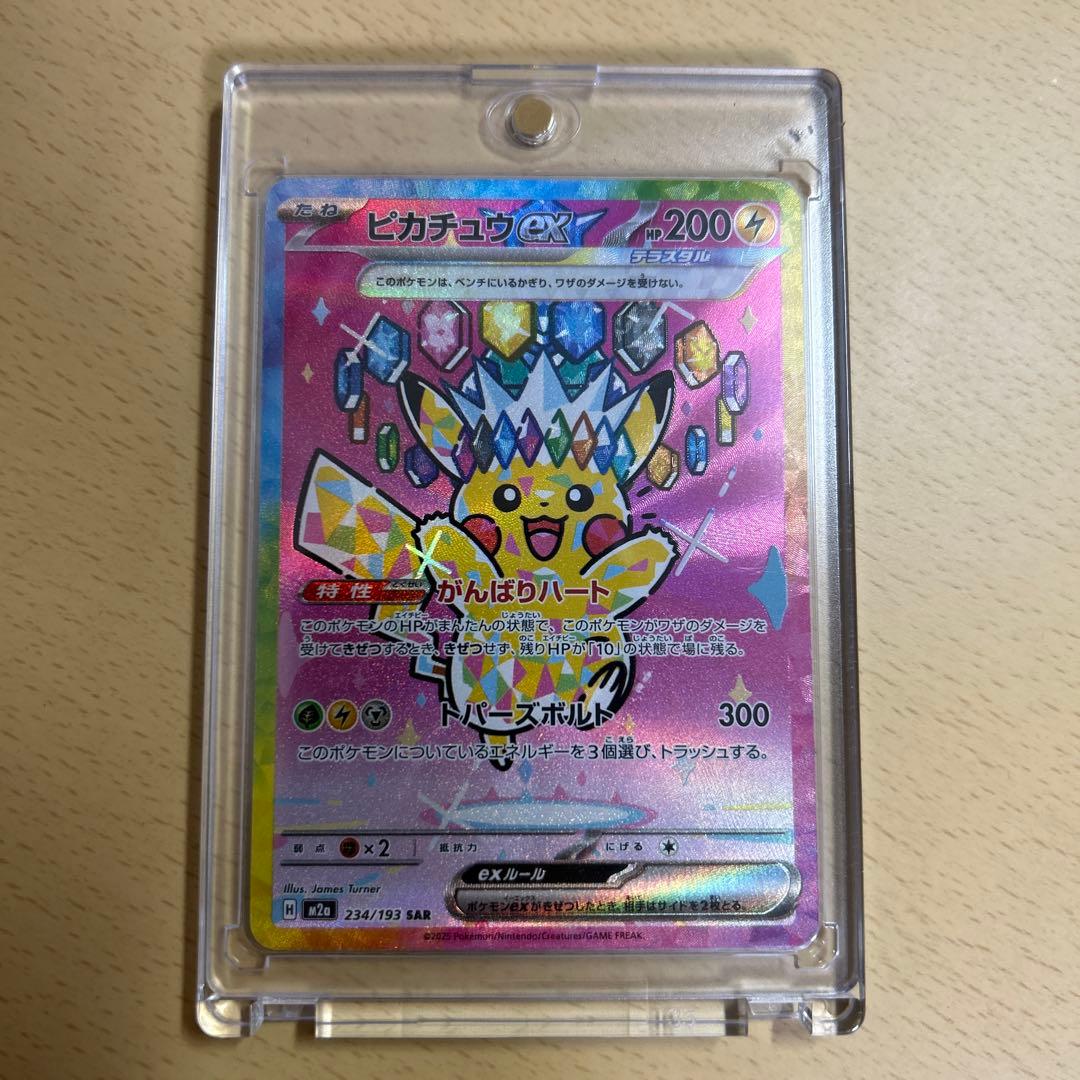 たね ピカチュウex HP200
テラスタル
このポケモンは、ベンチにいるかぎり、ワザのダメージを受けない。
特性 がんばりハート
このポケモンのHPがまんたんの状態で、このポケモンがワザのダメージを
受けてきぜつするとき、きぜつせず、残りHPが「10」の状態で場に残る。
トパーズボルト 300
このポケモンについているエネルギーを3個選び、トラッシュする。
弱点 ×2 抵抗力 にげる
exルール
ポケモンexがきぜつしたとき、相手はサイドを2枚とる。
Illus. James Turner
H M2a 234/193 SAR
©2025 Pokémon/Nintendo/Creatures/GAME FREAK.